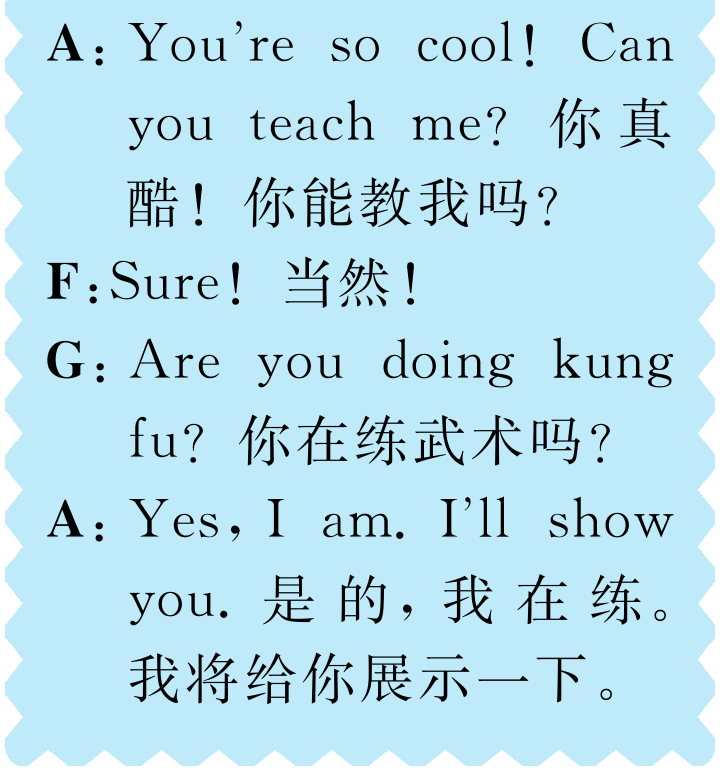 A: You're so cool! Can
you teach me? 你真
酷! 你能教我吗?
F:Sure! 当然!
G: Are you doing kung
fu? 你在练武术吗?
A: Yes, I am. I'll show
you. 是的, 我在练。
我将给你展示一下。